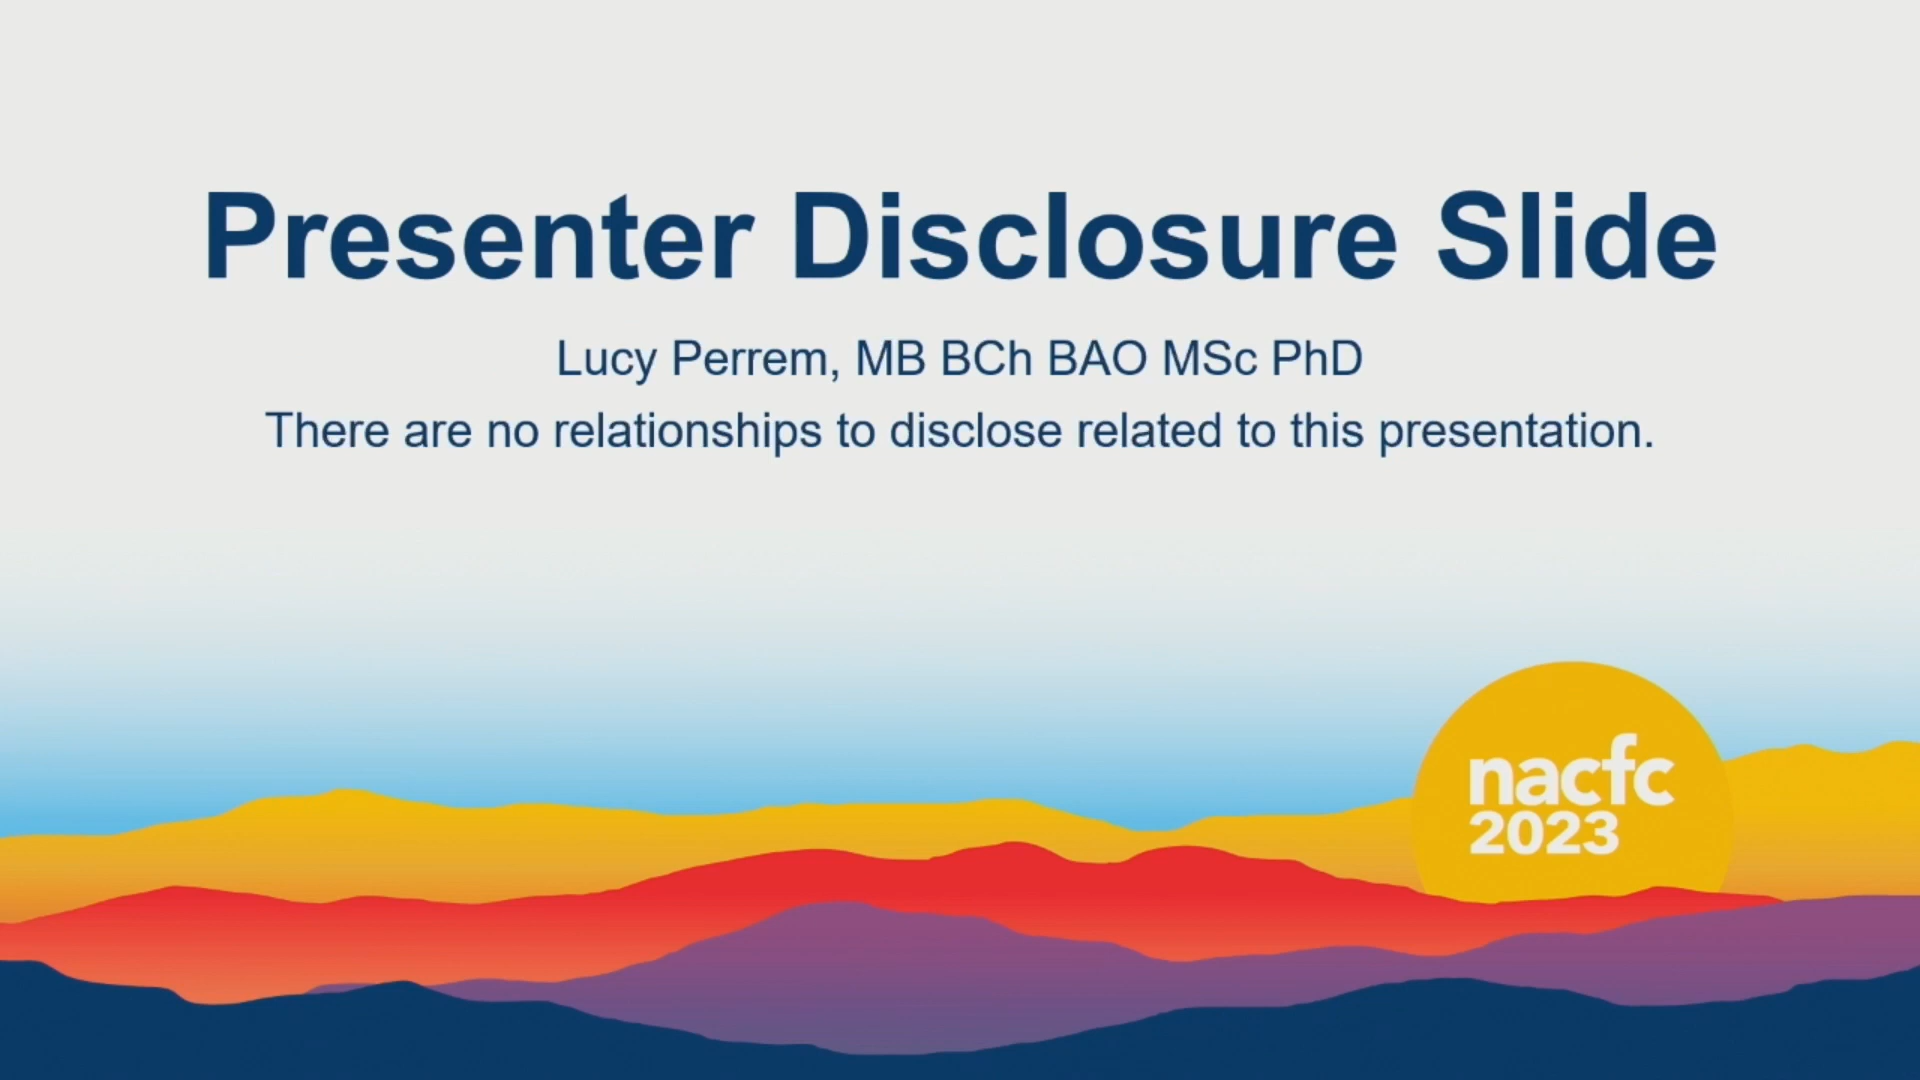 Presenter Disclosure Slide
Lucy Perrem, MB BCh BAO MSc PhD
There are no relationships to disclose related to this presentation.
nacfc
2023